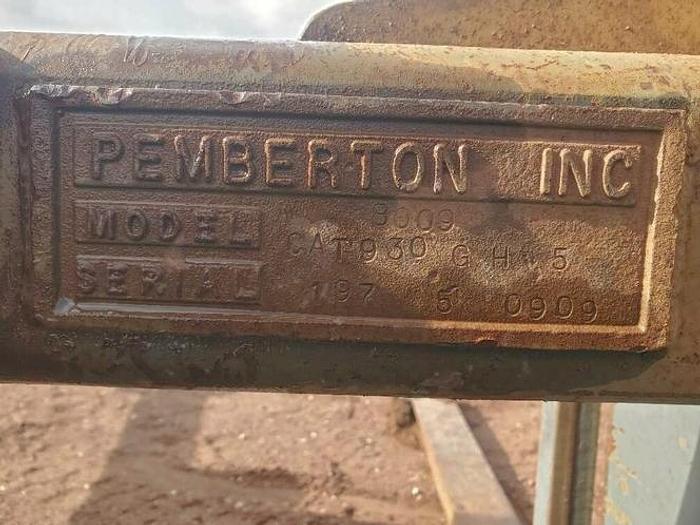 PEMBERTON INC
3009
MODEL CAT930 G H 5
SERIAL 197 5 0909